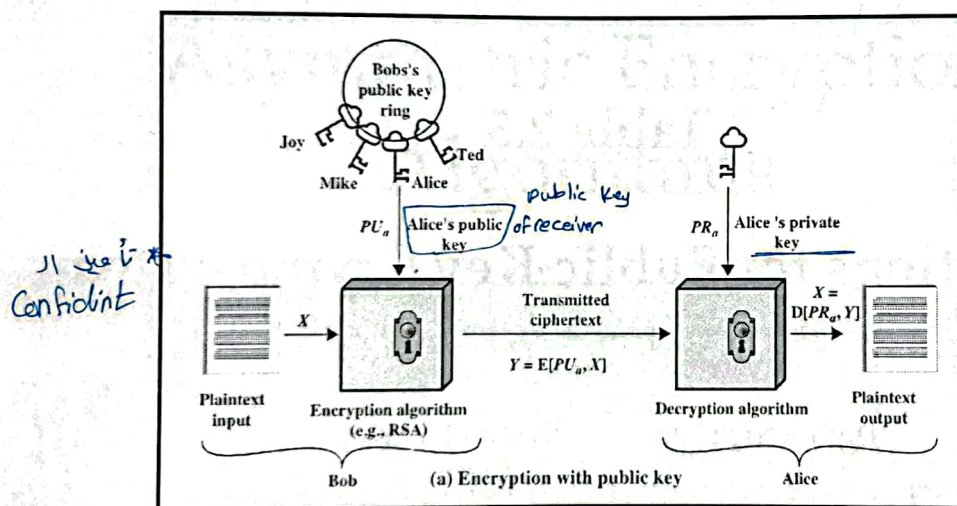 Bobs's
public key
ring
Joy
Mike
Alice
Ted
PUa
Alice's public
key
public key
of receiver
PRa
Alice 's private
key
* تأمين ال
Confidint
X
Transmitted
ciphertext
Y = E[PUa, X]
X =
D[PRa, Y]
Plaintext
input
Encryption algorithm
(e.g., RSA)
Decryption algorithm
Plaintext
output
Bob
(a) Encryption with public key
Alice